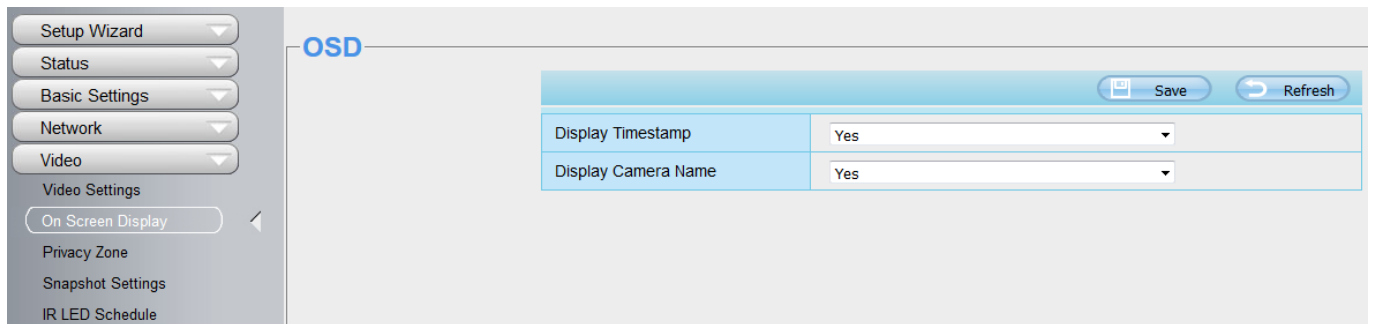 Setup Wizard
Status
Basic Settings
Network
Video
Video Settings
On Screen Display
Privacy Zone
Snapshot Settings
IR LED Schedule
OSD
Save Refresh
Display Timestamp Yes
Display Camera Name Yes